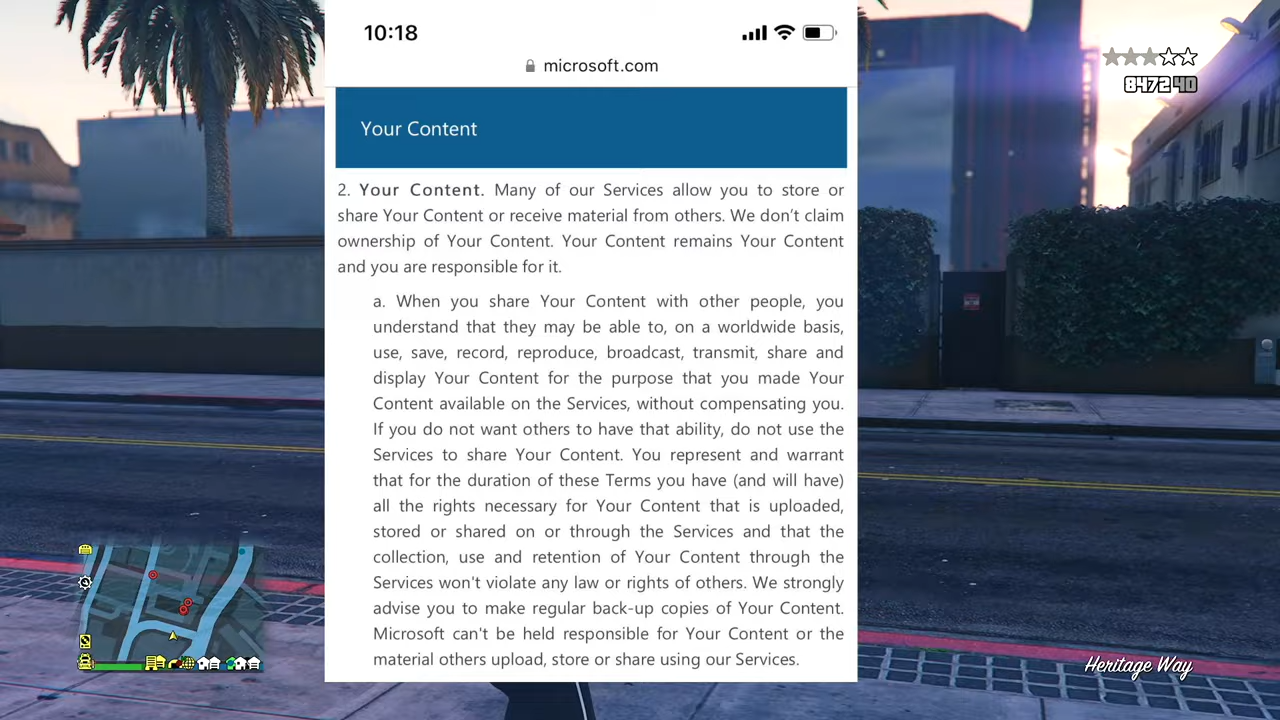 10:18
microsoft.com
Your Content
2. Your Content. Many of our Services allow you to store or
share Your Content or receive material from others. We don’t claim
ownership of Your Content. Your Content remains Your Content
and you are responsible for it.
a. When you share Your Content with other people, you
understand that they may be able to, on a worldwide basis,
use, save, record, reproduce, broadcast, transmit, share and
display Your Content for the purpose that you made Your
Content available on the Services, without compensating you.
If you do not want others to have that ability, do not use the
Services to share Your Content. You represent and warrant
that for the duration of these Terms you have (and will have)
all the rights necessary for Your Content that is uploaded,
stored or shared on or through the Services and that the
collection, use and retention of Your Content through the
Services won't violate any law or rights of others. We strongly
advise you to make regular back-up copies of Your Content.
Microsoft can't be held responsible for Your Content or the
material others upload, store or share using our Services.
847240
Heritage Way